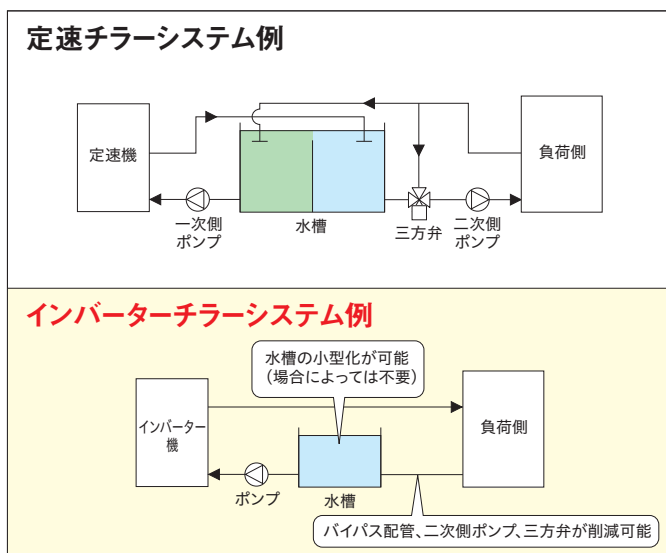 定速チラーシステム例
定速機
負荷側
一次側
ポンプ
水槽
三方弁
二次側
ポンプ
インバーターチラーシステム例
水槽の小型化が可能
（場合によっては不要）
インバーター
機
負荷側
ポンプ
水槽
バイパス配管、二次側ポンプ、三方弁が削減可能